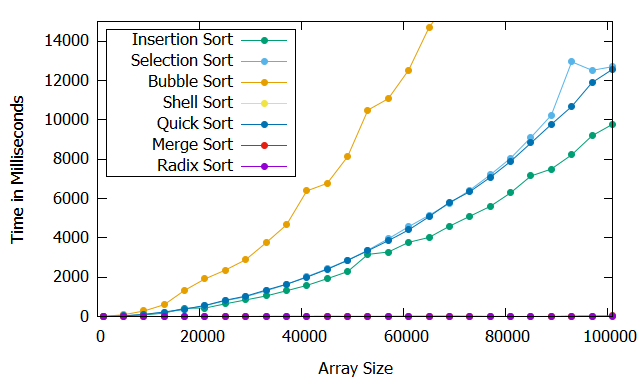 14000
12000
10000
8000
6000
4000
2000
0
Time in Milliseconds
Insertion Sort
Selection Sort
Bubble Sort
Shell Sort
Quick Sort
Merge Sort
Radix Sort
0 20000 40000 60000 80000 100000
Array Size